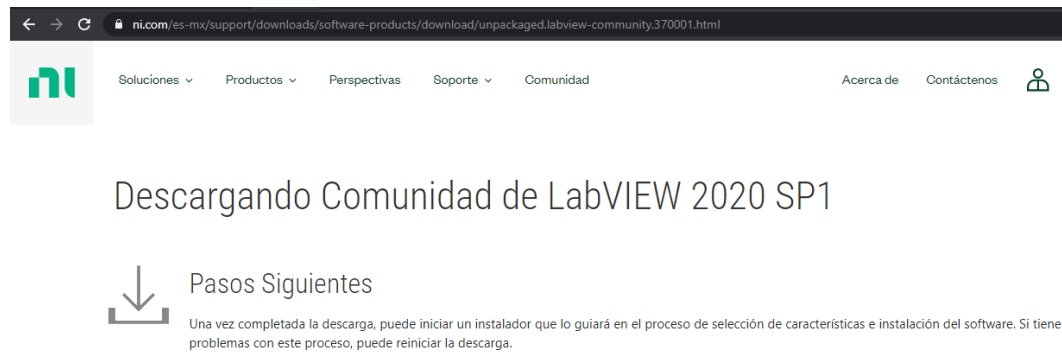 ni.com/es-mx/support/downloads/software-products/download/unpackaged.labview-community.370001.html
ni Soluciones Productos Perspectivas Soporte Comunidad Acerca de Contáctenos
Descargando Comunidad de LabVIEW 2020 SP1
Pasos Siguientes
Una vez completada la descarga, puede iniciar un instalador que lo guiará en el proceso de selección de características e instalación del software. Si tiene
problemas con este proceso, puede reiniciar la descarga.